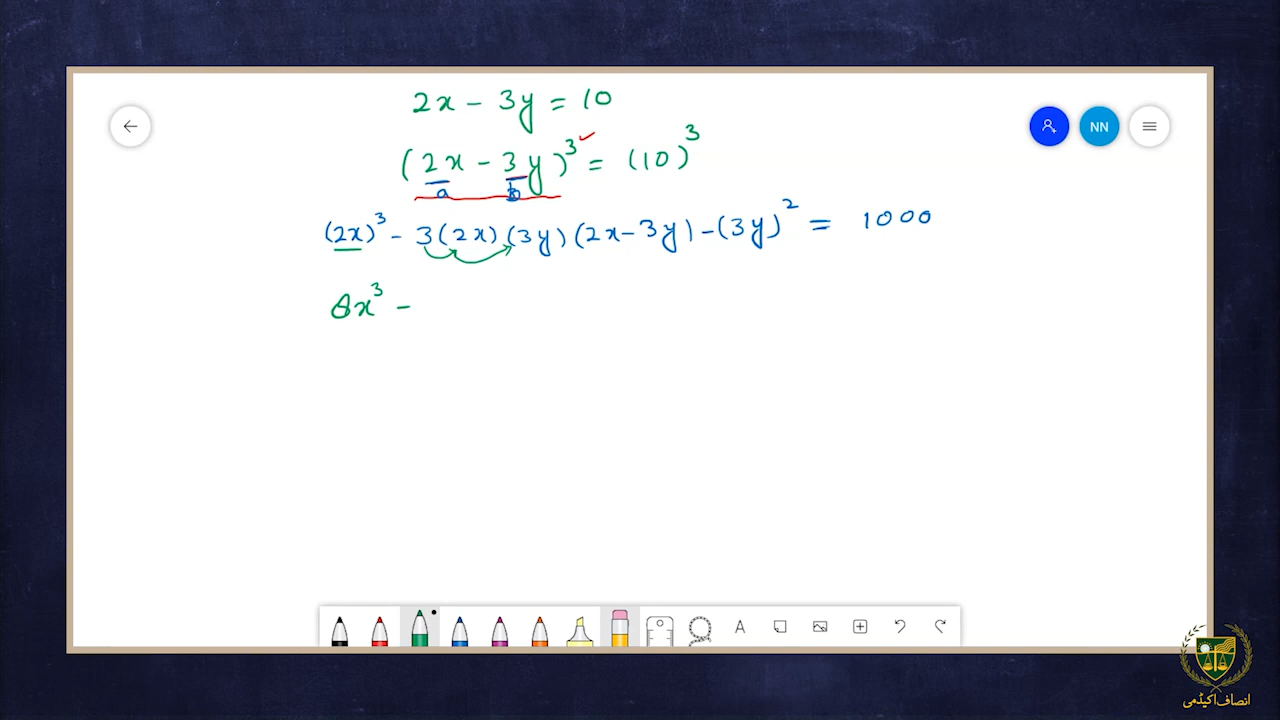 2x - 3y = 10
(2x - 3y)³ = (10)³
a b
(2x)³ - 3(2x)(3y)(2x-3y)-(3y)² = 1000
8x³ -
NN
A
انصاف اکیڈمی